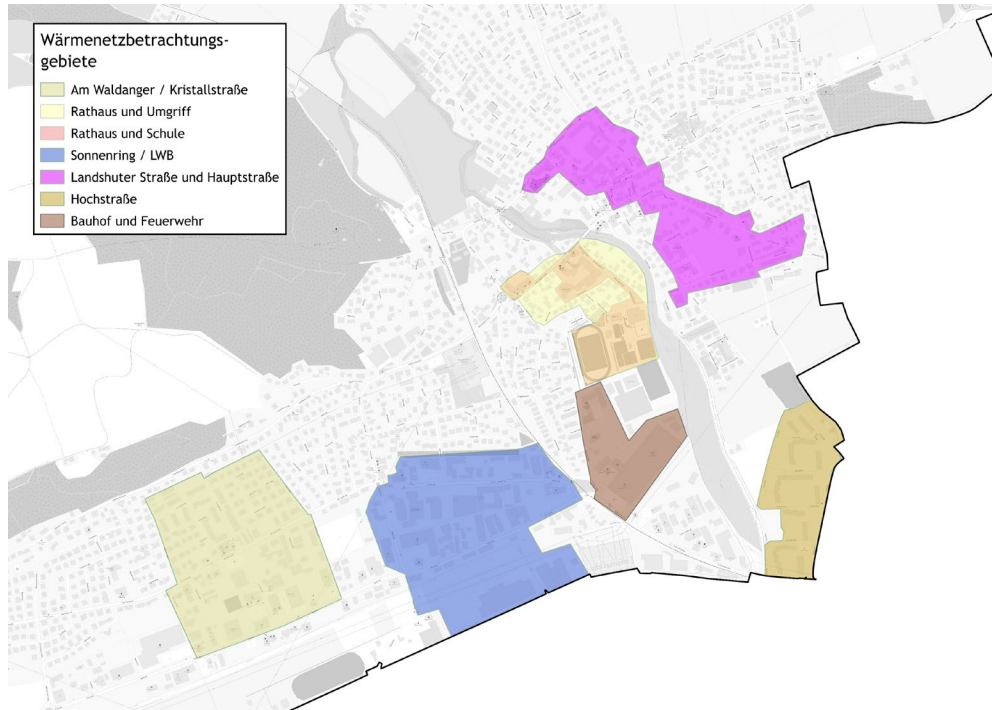 Wärmenetzbetrachtungs-
gebiete
Am Waldanger / Kristallstraße
Rathaus und Umgriff
Rathaus und Schule
Sonnenring / LWB
Landshuter Straße und Hauptstraße
Hochstraße
Bauhof und Feuerwehr